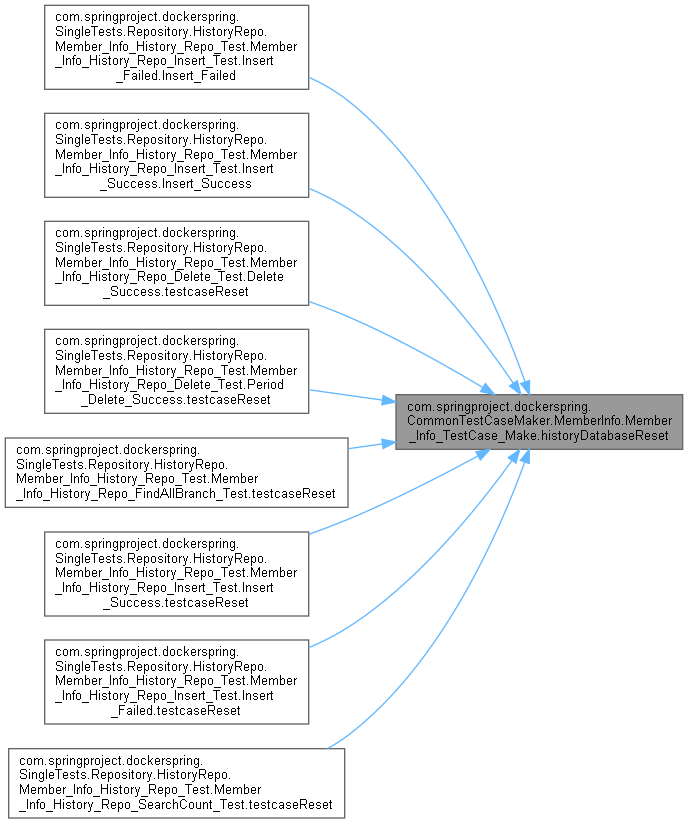 com.springproject.dockerspring.
SingleTests.Repository.HistoryRepo.
Member_Info_History_Repo_Test.Member
_Info_History_Repo_Insert_Test.Insert
_Failed.Insert_Failed
com.springproject.dockerspring.
SingleTests.Repository.HistoryRepo.
Member_Info_History_Repo_Test.Member
_Info_History_Repo_Insert_Test.Insert
_Success.Insert_Success
com.springproject.dockerspring.
SingleTests.Repository.HistoryRepo.
Member_Info_History_Repo_Test.Member
_Info_History_Repo_Delete_Test.Delete
_Success.testcaseReset
com.springproject.dockerspring.
SingleTests.Repository.HistoryRepo.
Member_Info_History_Repo_Test.Member
_Info_History_Repo_Delete_Test.Period
_Delete_Success.testcaseReset
com.springproject.dockerspring.
CommonTestCaseMaker.MemberInfo.Member
_Info_TestCase_Make.historyDatabaseReset
com.springproject.dockerspring.
SingleTests.Repository.HistoryRepo.
Member_Info_History_Repo_Test.Member
_Info_History_Repo_FindAllBranch_Test.testcaseReset
com.springproject.dockerspring.
SingleTests.Repository.HistoryRepo.
Member_Info_History_Repo_Test.Member
_Info_History_Repo_Insert_Test.Insert
_Success.testcaseReset
com.springproject.dockerspring.
SingleTests.Repository.HistoryRepo.
Member_Info_History_Repo_Test.Member
_Info_History_Repo_Insert_Test.Insert
_Failed.testcaseReset
com.springproject.dockerspring.
SingleTests.Repository.HistoryRepo.
Member_Info_History_Repo_Test.Member
_Info_History_Repo_SearchCount_Test.testcaseReset